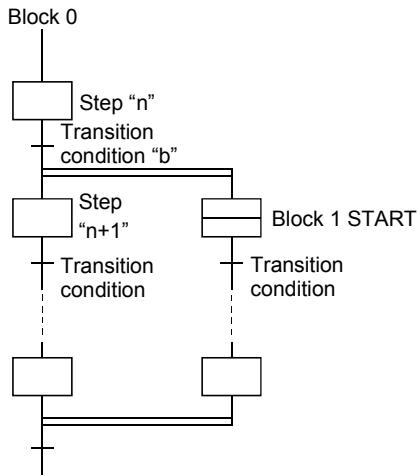 Block 0
Step “n”
Transition
condition “b”
Step
“n+1”
Block 1 START
Transition
condition
Transition
condition